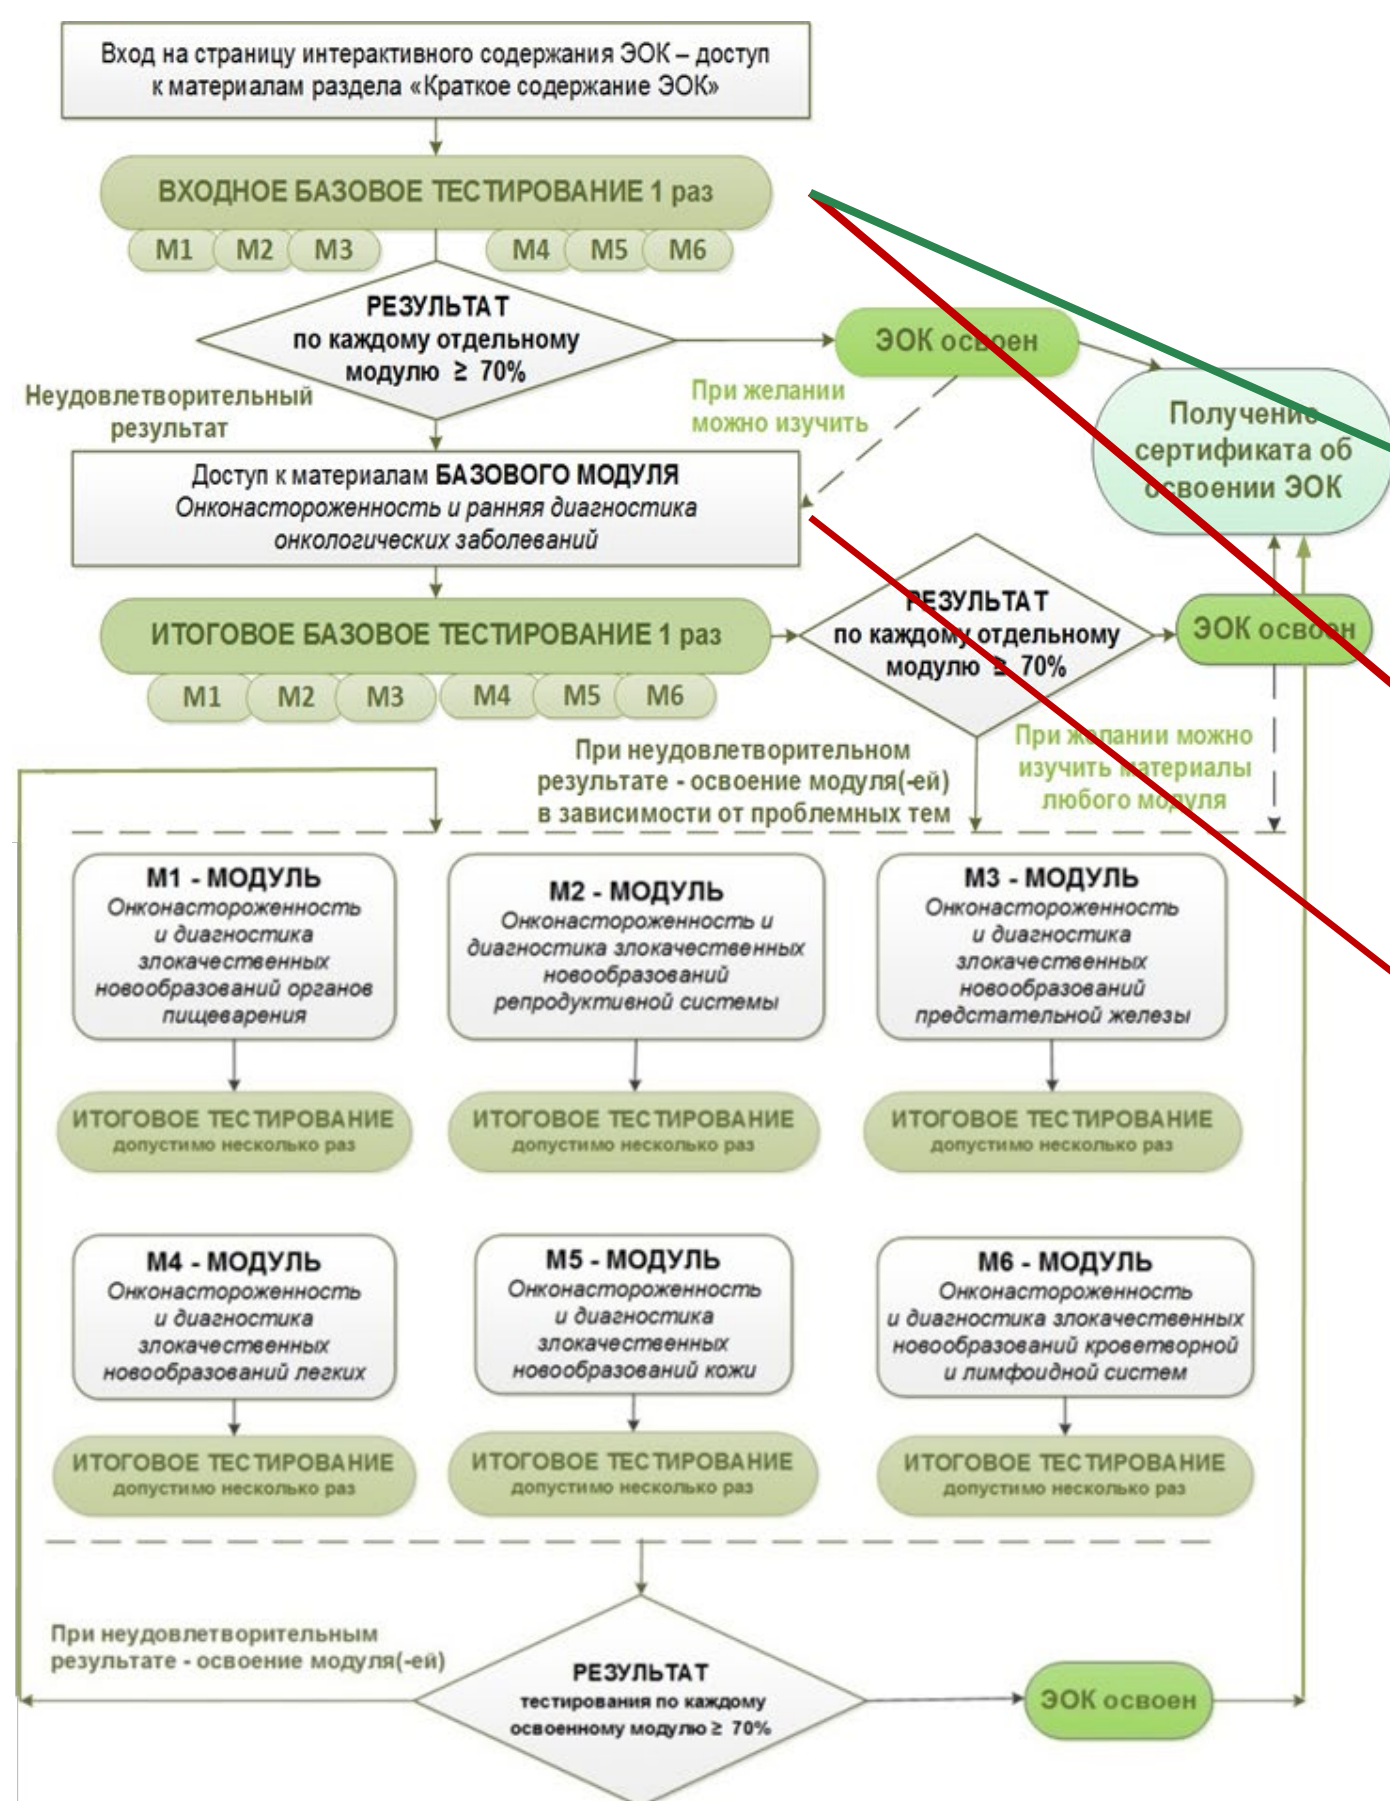 Вход на страницу интерактивного содержания ЭОК – доступ
к материалам раздела «Краткое содержание ЭОК»
ВХОДНОЕ БАЗОВОЕ ТЕСТИРОВАНИЕ 1 раз
М1 М2 М3 М4 М5 М6
РЕЗУЛЬТАТ
по каждому отдельному
модулю ≥ 70%
ЭОК освоен
Неудовлетворительный
результат
При желании
можно изучить
Получение
сертификата об
освоении ЭОК
Доступ к материалам БАЗОВОГО МОДУЛЯ
Онконастороженность и ранняя диагностика
онкологических заболеваний
ИТОГОВОЕ БАЗОВОЕ ТЕСТИРОВАНИЕ 1 раз
М1 М2 М3 М4 М5 М6
РЕЗУЛЬТАТ
по каждому отдельному
модулю ≥ 70%
ЭОК освоен
При неудовлетворительном
результате - освоение модуля(-ей)
в зависимости от проблемных тем
При желании можно
изучить материалы
любого модуля
М1 - МОДУЛЬ
Онконастороженность
и диагностика
злокачественных
новообразований органов
пищеварения
М2 - МОДУЛЬ
Онконастороженность и
диагностика злокачественных
новообразований
репродуктивной системы
М3 - МОДУЛЬ
Онконастороженность
и диагностика
злокачественных
новообразований
предстательной железы
ИТОГОВОЕ ТЕСТИРОВАНИЕ
допустимо несколько раз
ИТОГОВОЕ ТЕСТИРОВАНИЕ
допустимо несколько раз
ИТОГОВОЕ ТЕСТИРОВАНИЕ
допустимо несколько раз
М4 - МОДУЛЬ
Онконастороженность
и диагностика
злокачественных
новообразований легких
М5 - МОДУЛЬ
Онконастороженность
и диагностика
злокачественных
новообразований кожи
М6 - МОДУЛЬ
Онконастороженность
и диагностика злокачественных
новообразований кроветворной
и лимфоидной систем
ИТОГОВОЕ ТЕСТИРОВАНИЕ
допустимо несколько раз
ИТОГОВОЕ ТЕСТИРОВАНИЕ
допустимо несколько раз
ИТОГОВОЕ ТЕСТИРОВАНИЕ
допустимо несколько раз
При неудовлетворительным
результате - освоение модуля(-ей)
РЕЗУЛЬТАТ
тестирования по каждому
освоенному модулю ≥ 70%
ЭОК освоен